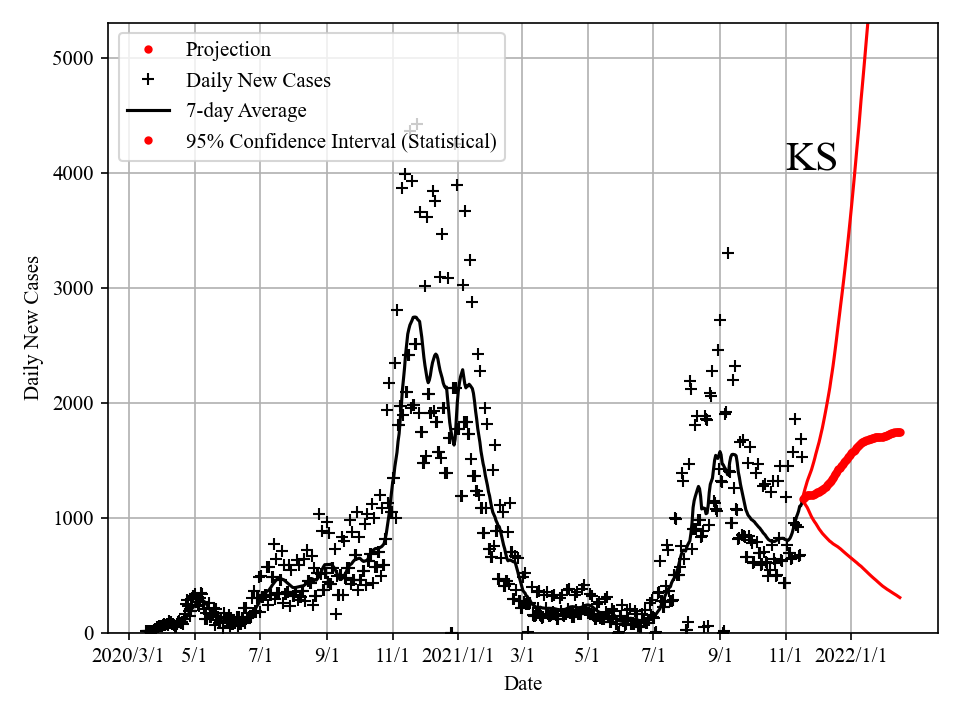 5000
4000
3000
2000
1000
0
Daily New Cases
Projection
Daily New Cases
7-day Average
95% Confidence Interval (Statistical)
KS
2020/3/1 5/1 7/1 9/1 11/1 2021/1/1 3/1 5/1 7/1 9/1 11/1 2022/1/1
Date